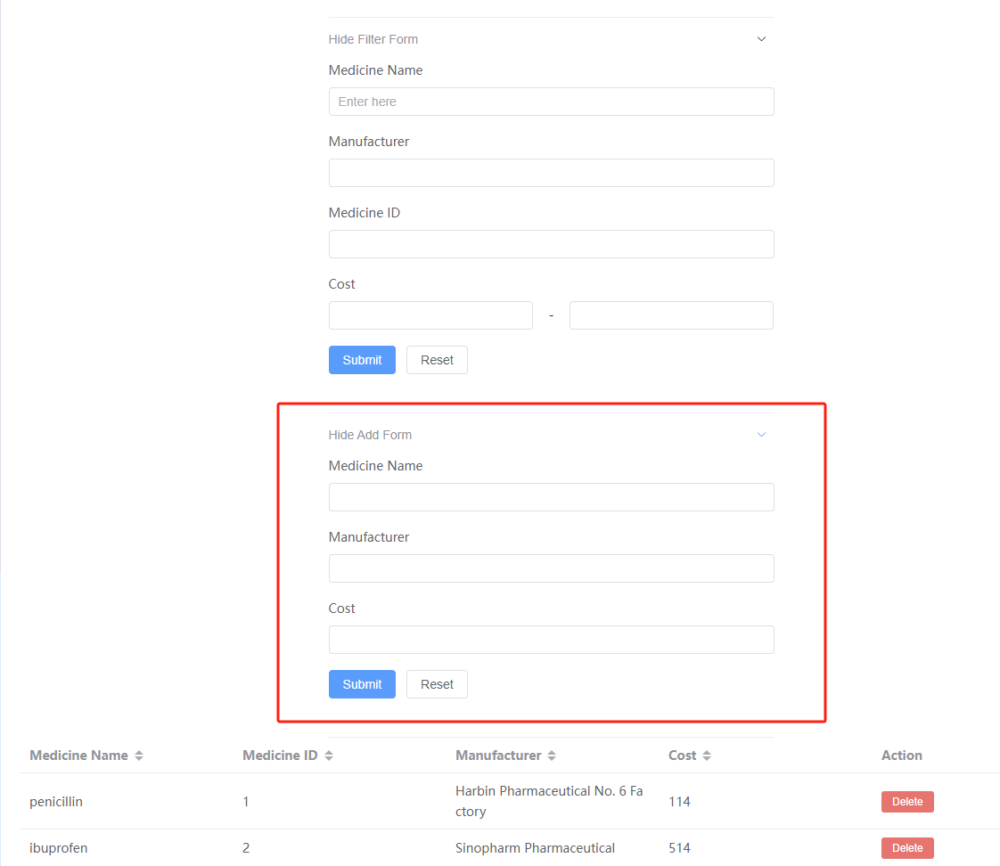 Hide Filter Form
Medicine Name
Enter here
Manufacturer
Medicine ID
Cost
-
Submit Reset
Hide Add Form
Medicine Name
Manufacturer
Cost
Submit Reset
Medicine Name Medicine ID Manufacturer Cost Action
penicillin 1 Harbin Pharmaceutical No. 6 Fa
ctory 114 Delete
ibuprofen 2 Sinopharm Pharmaceutical 514 Delete